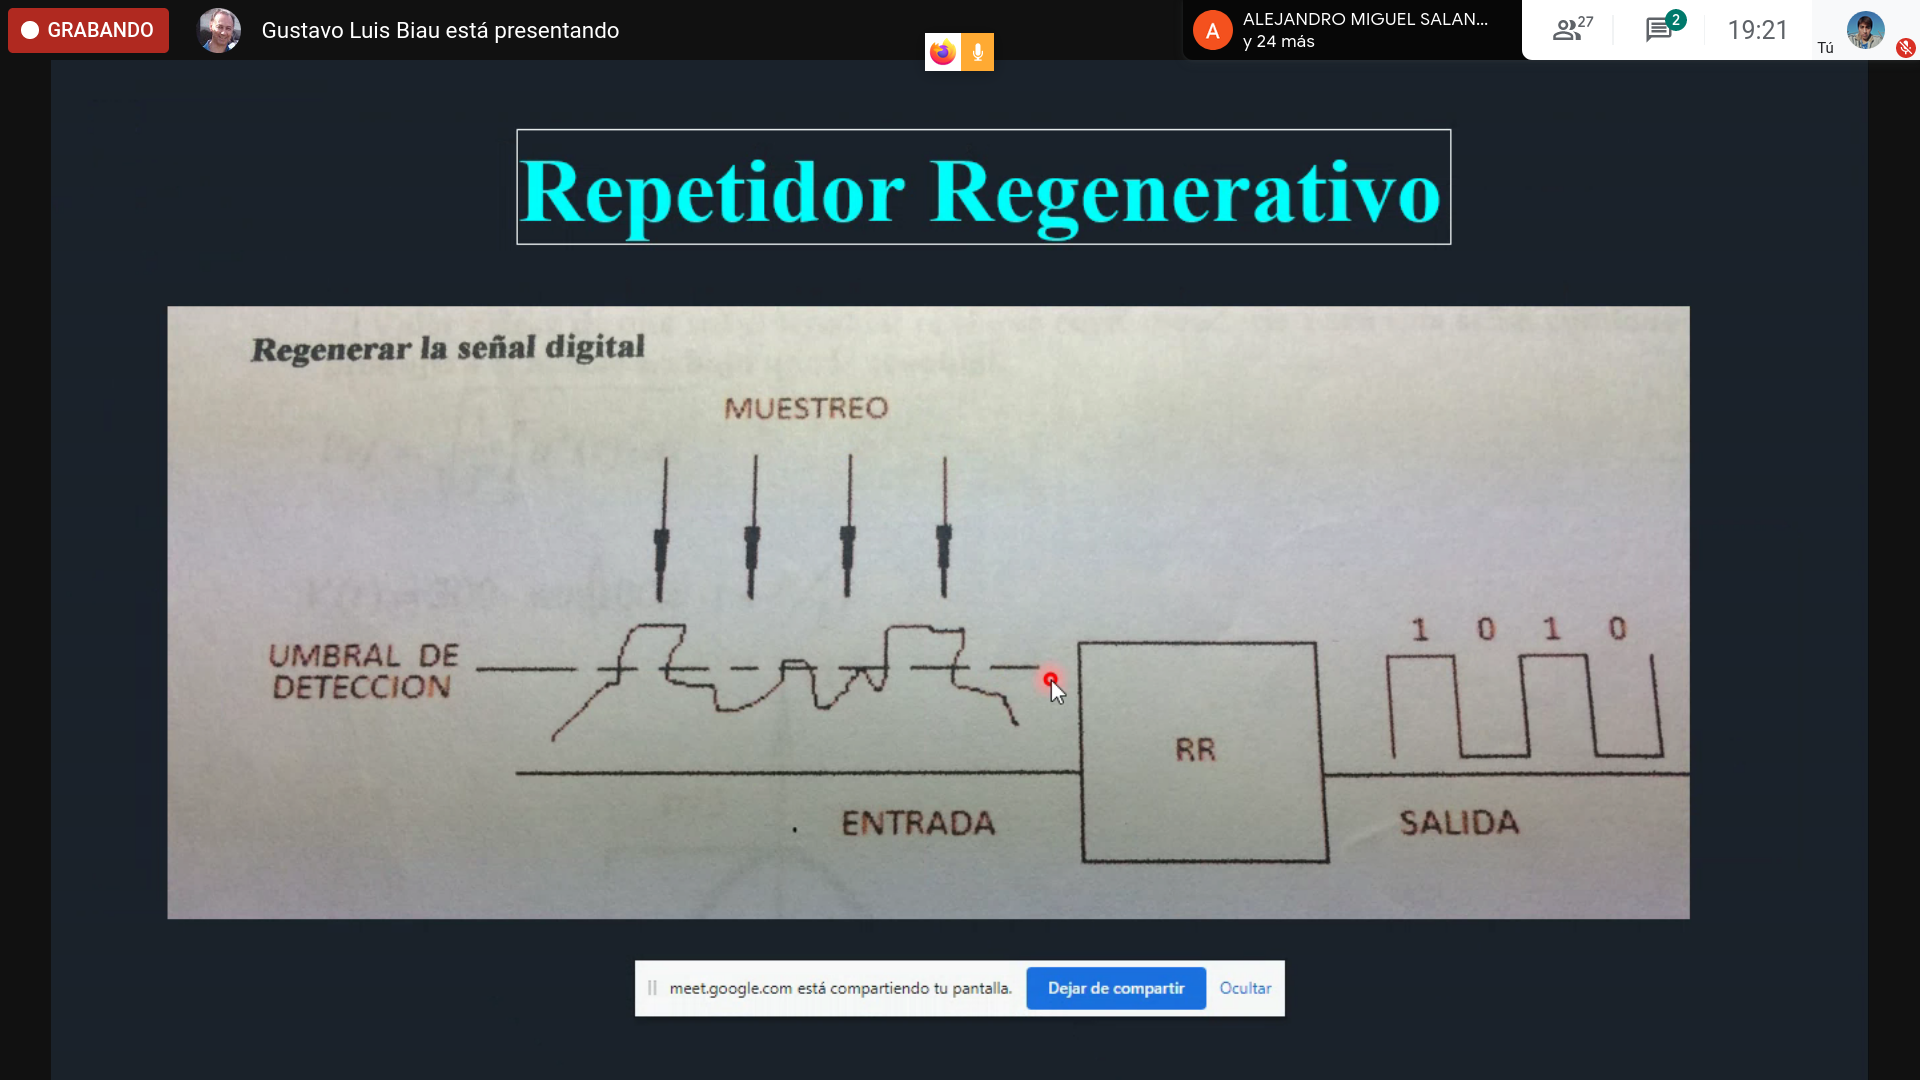 GRABANDO
Gustavo Luis Biau está presentando
A
ALEJANDRO MIGUEL SALAN...
y 24 más
27
2
19:21
Tú
Repetidor Regenerativo
Regenerar la señal digital
MUESTREO
UMBRAL DE
DETECCION
1 0 1 0
RR
ENTRADA
SALIDA
meet.google.com está compartiendo tu pantalla.
Dejar de compartir
Ocultar